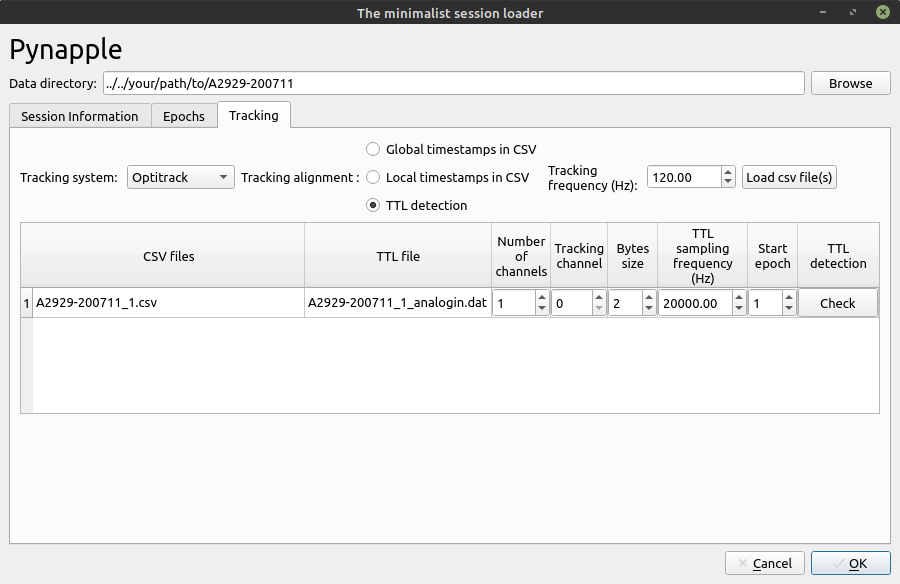 The minimalist session loader
Pynapple
Data directory: ../../your/path/to/A2929-200711 Browse
Session Information Epochs Tracking
Global timestamps in CSV
Tracking system: Optitrack Tracking alignment : Local timestamps in CSV Tracking frequency (Hz): 120.00 Load csv file(s)
TTL detection
CSV files TTL file Number of channels Tracking channel Bytes size TTL sampling frequency (Hz) Start epoch TTL detection
1 A2929-200711_1.csv A2929-200711_1_analogin.dat 1 0 2 20000.00 1 Check
Cancel OK